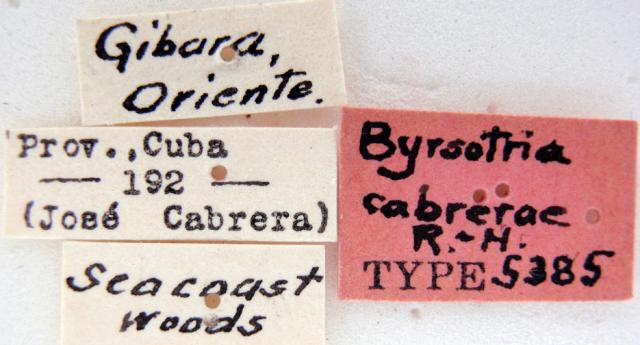 Gibara,
Oriente.
Prov., Cuba
— 192 —
(José Cabrera)
Seacoast
woods
Byrsotria
cabrerae
R.-H.
TYPE 5385